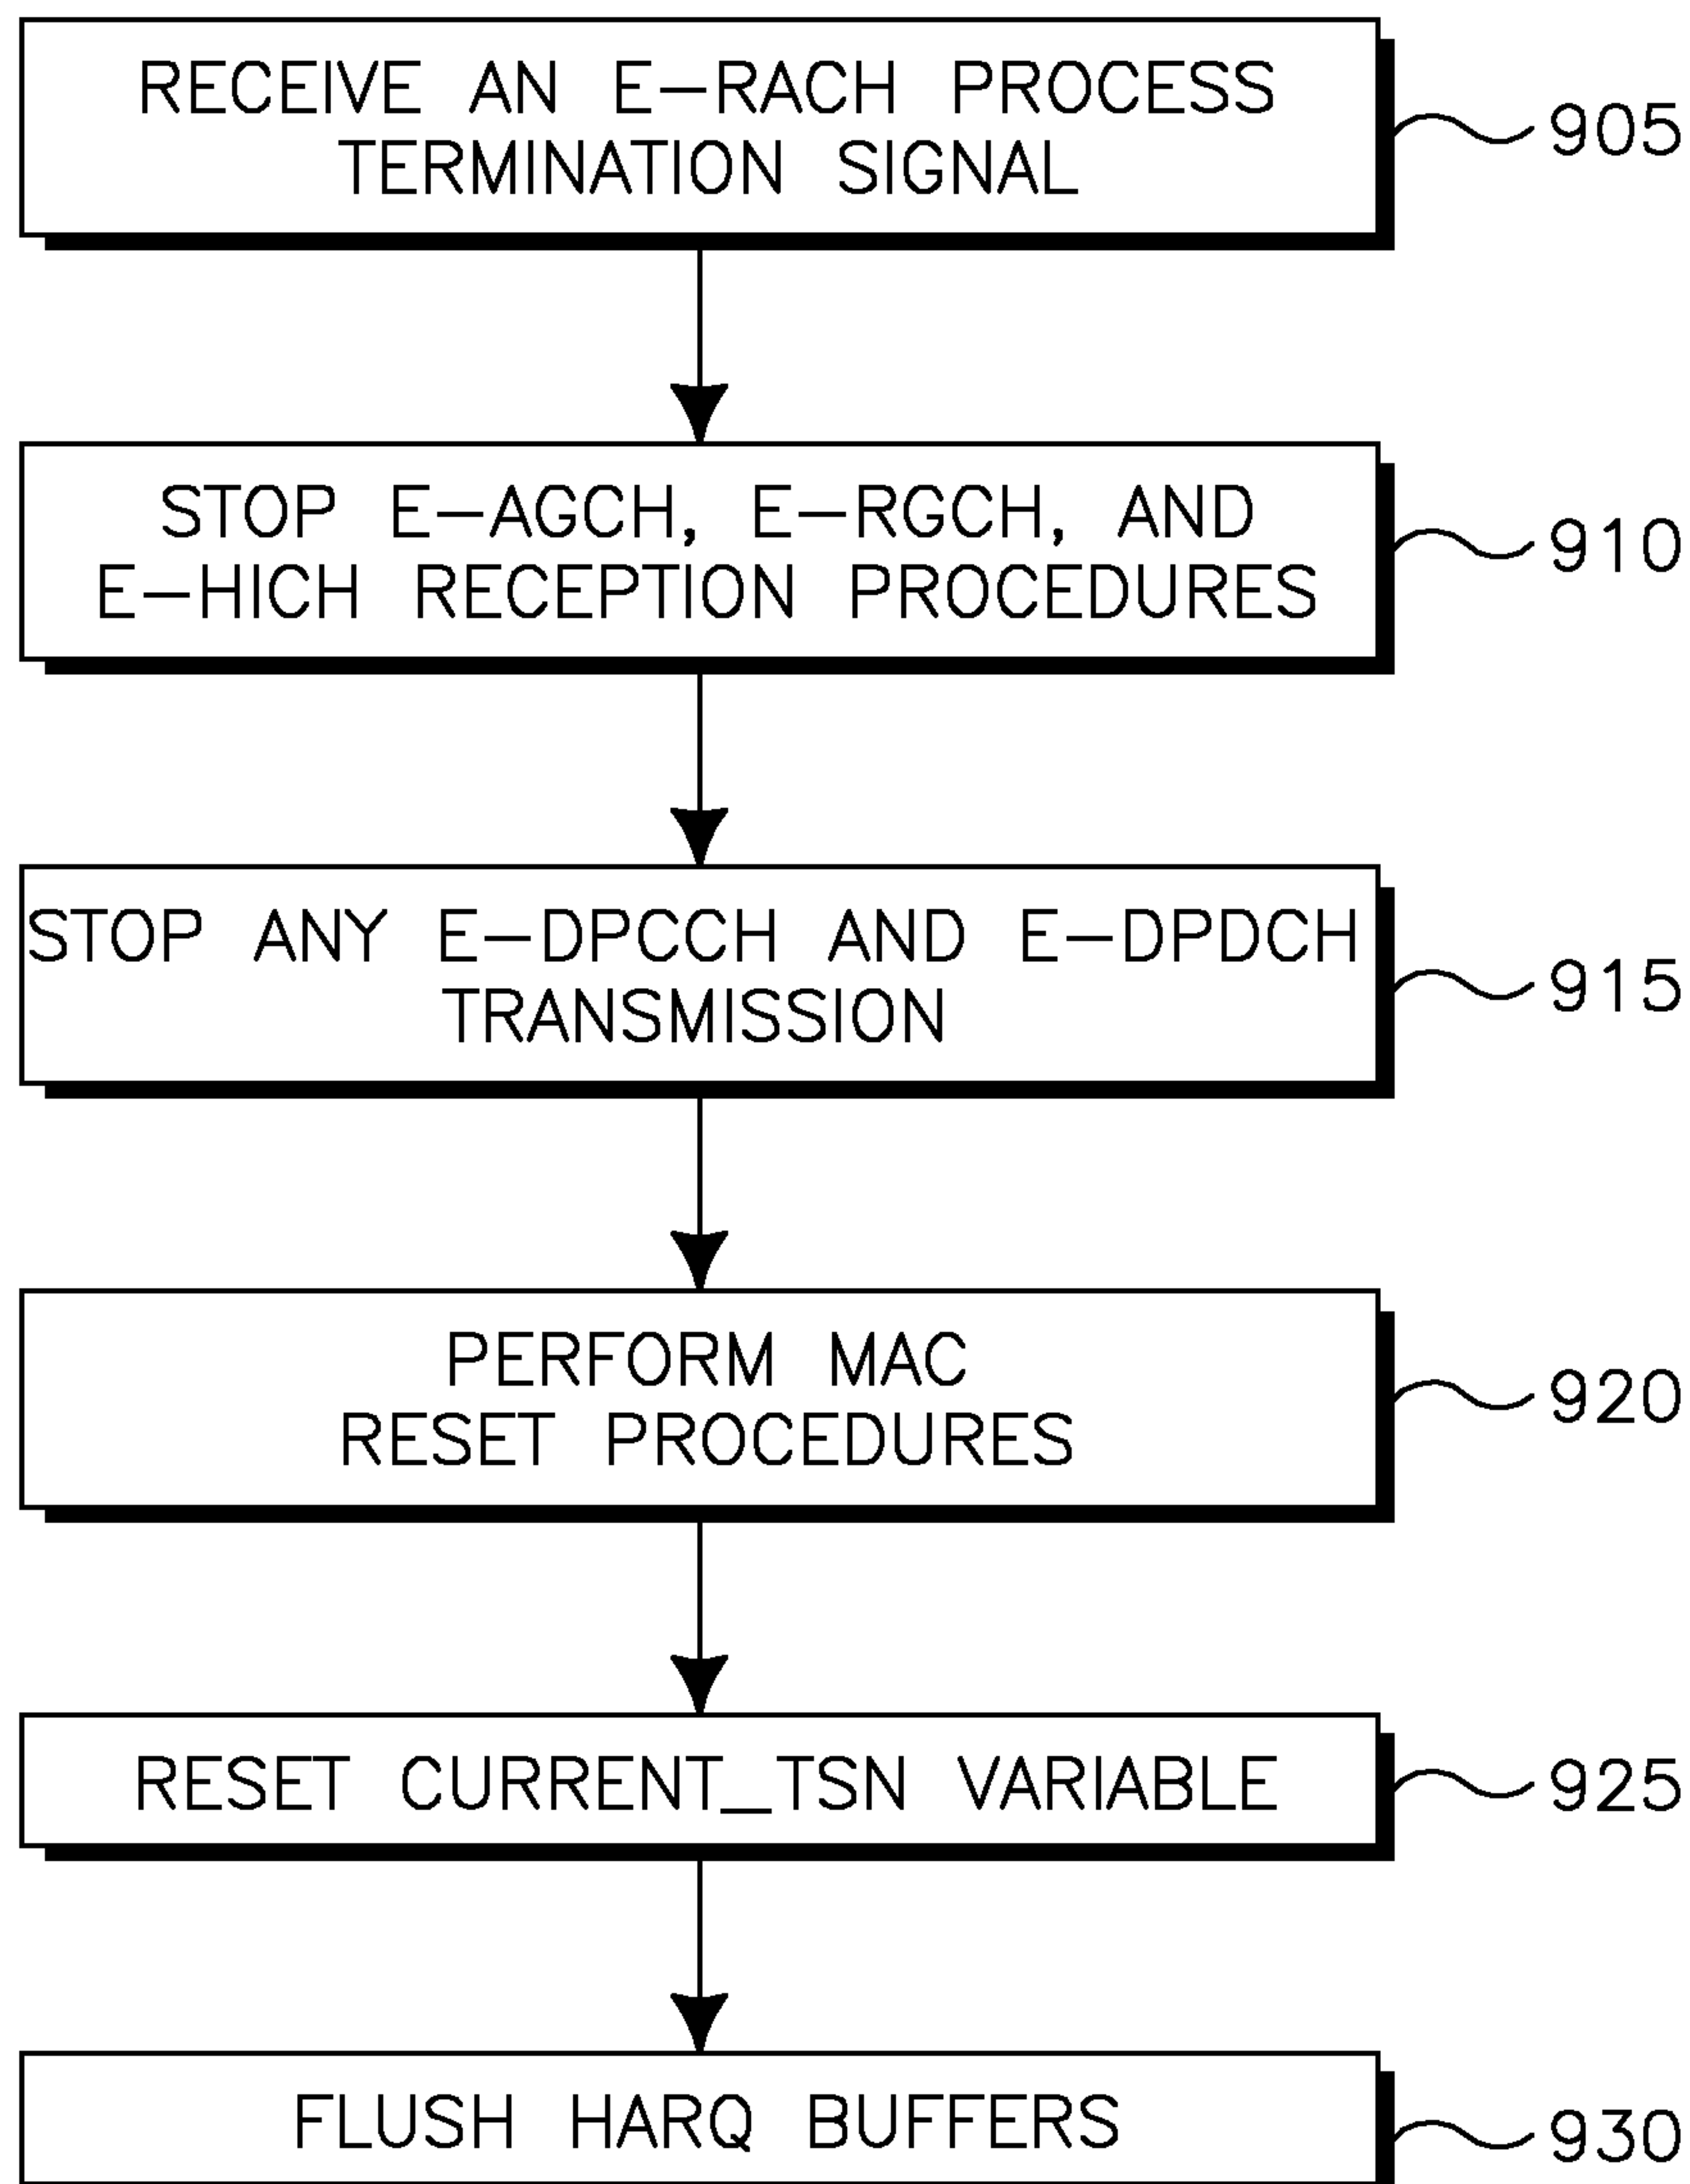 RECEIVE AN E-RACH PROCESS
TERMINATION SIGNAL
905
STOP E-AGCH, E-RGCH, AND
E-HICH RECEPTION PROCEDURES
910
STOP ANY E-DPCCH AND E-DPDCH
TRANSMISSION
915
PERFORM MAC
RESET PROCEDURES
920
RESET CURRENT_TSN VARIABLE
925
FLUSH HARQ BUFFERS
930